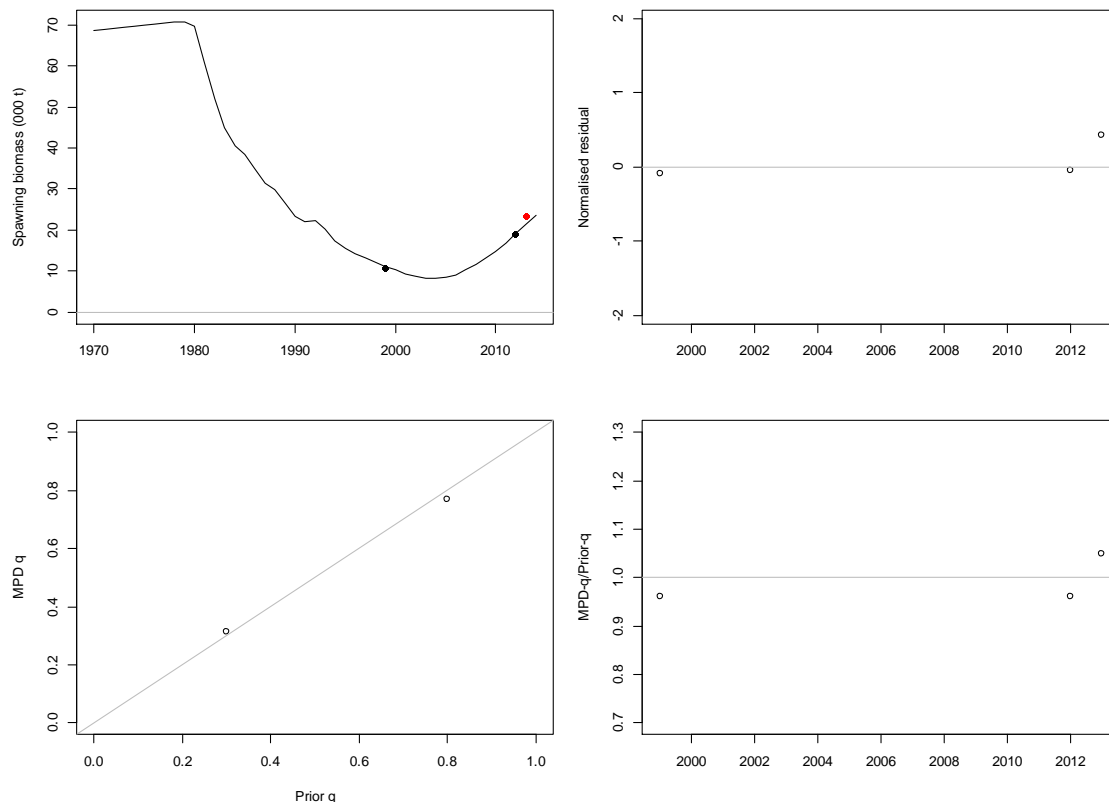 Spawning biomass (000 t)
70
60
50
40
30
20
10
0
1970 1980 1990 2000 2010
Normalised residual
2
1
0
-1
-2
2000 2002 2004 2006 2008 2010 2012
MPD q
1.0
0.8
0.6
0.4
0.2
0.0
0.0 0.2 0.4 0.6 0.8 1.0
Prior q
MPD-q/Prior-q
1.3
1.2
1.1
1.0
0.9
0.8
0.7
2000 2002 2004 2006 2008 2010 2012